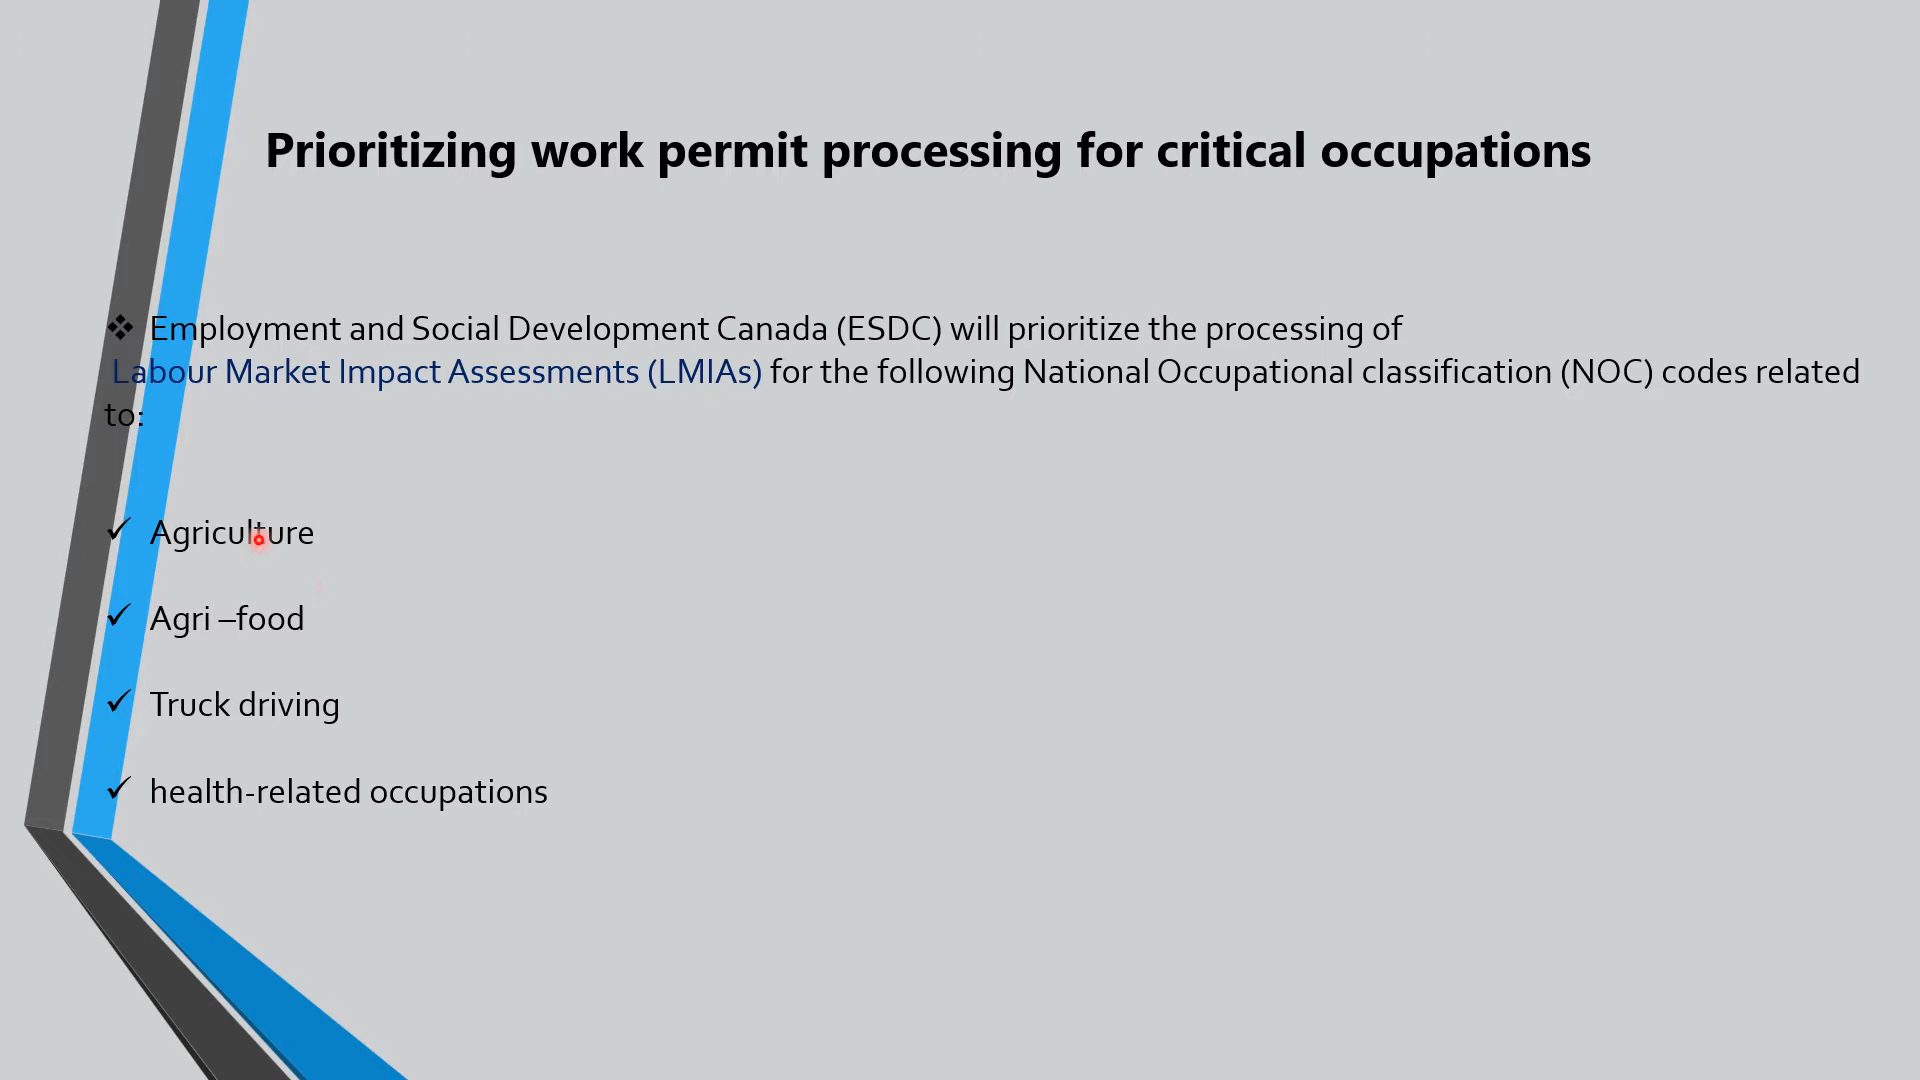 Prioritizing work permit processing for critical occupations
❖ Employment and Social Development Canada (ESDC) will prioritize the processing of
Labour Market Impact Assessments (LMIAs) for the following National Occupational classification (NOC) codes related
to:
✓ Agriculture
✓ Agri –food
✓ Truck driving
✓ health-related occupations